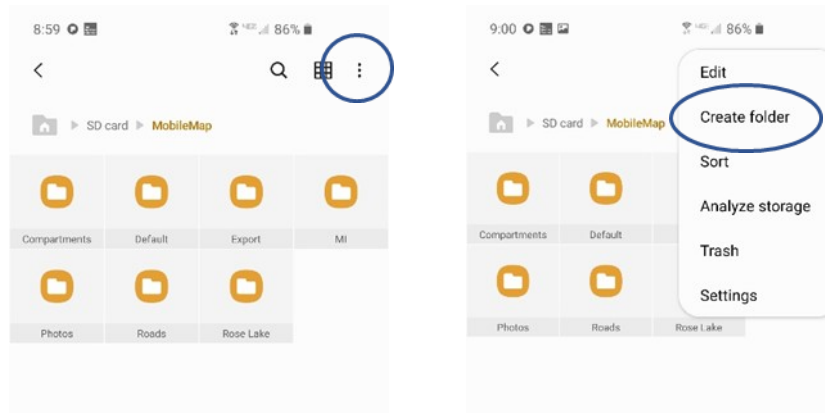 8:59 86%
SD card MobileMap
Compartments Default Export MI
Photos Roads Rose Lake
9:00 86%
Edit
SD card MobileMap
Create folder
Sort
Compartments Default
Analyze storage
Trash
Settings
Photos Roads Rose Lake